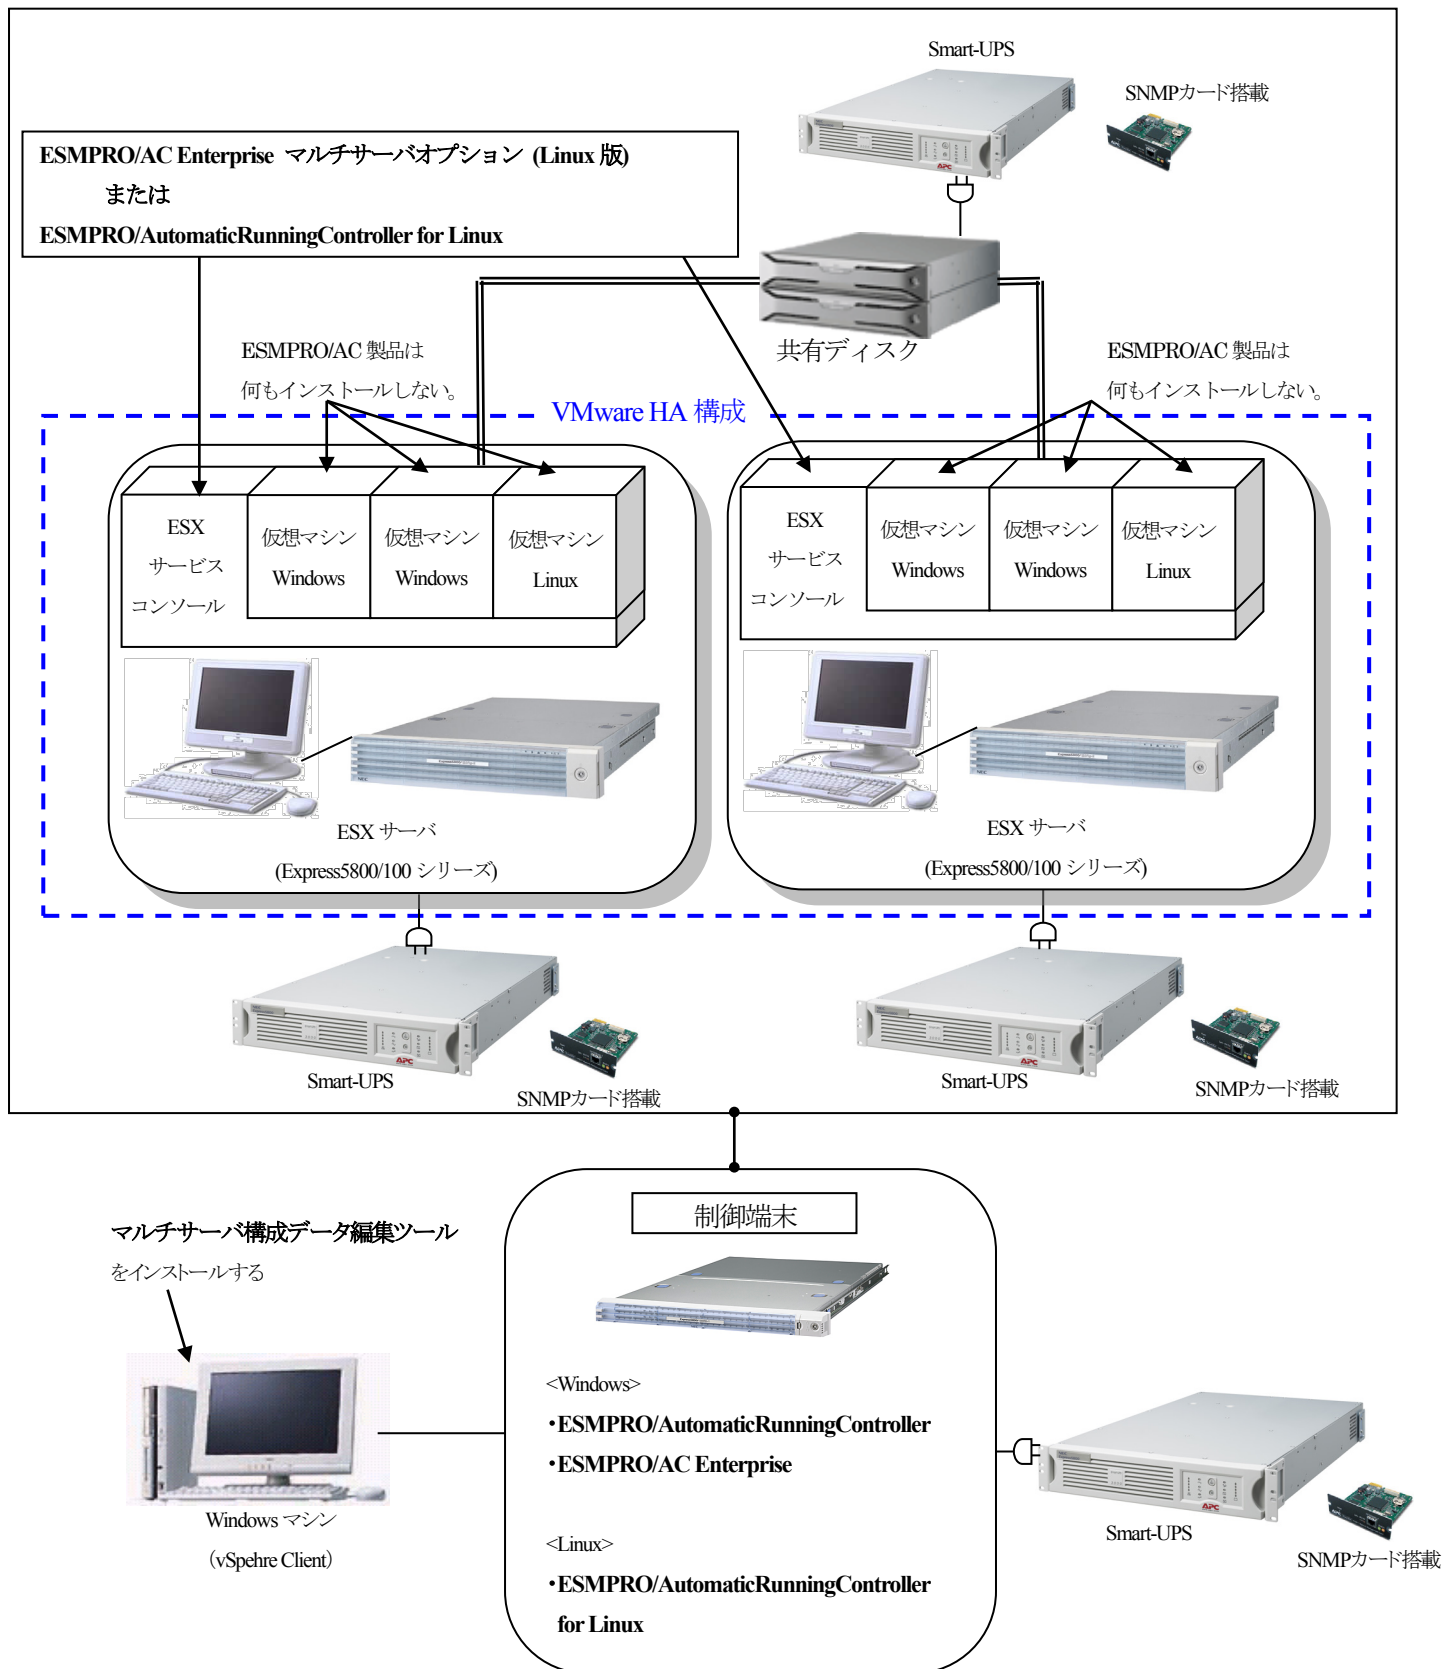 Smart-UPS
SNMPカード搭載
ESMPRO/AC Enterprise マルチサーバオプション (Linux 版)
または
ESMPRO/AutomaticRunningController for Linux
APC
共有ディスク
ESMPRO/AC 製品は
何もインストールしない。
ESMPRO/AC 製品は
何もインストールしない。
VMware HA 構成
ESX
サービス
コンソール
仮想マシン
Windows
仮想マシン
Windows
仮想マシン
Linux
ESX
サービス
コンソール
仮想マシン
Windows
仮想マシン
Windows
仮想マシン
Linux
NEC
NEC
ESX サーバ
(Express5800/100 シリーズ)
ESX サーバ
(Express5800/100 シリーズ)
APC
Smart-UPS
SNMPカード搭載
APC
Smart-UPS
SNMPカード搭載
制御端末
マルチサーバ構成データ編集ツール
をインストールする
Windows マシン
(vSpehre Client)
<Windows>
・ESMPRO/AutomaticRunningController
・ESMPRO/AC Enterprise
<Linux>
・ESMPRO/AutomaticRunningController
for Linux
APC
Smart-UPS
SNMPカード搭載